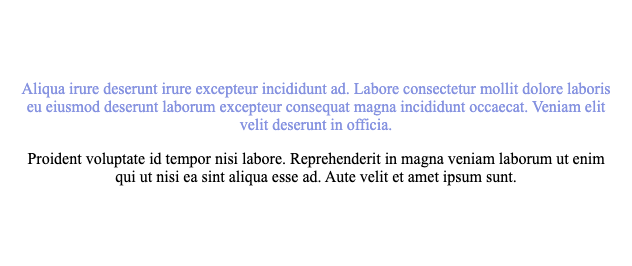 Aliqua irure deserunt irure excepteur incididunt ad. Labore consectetur mollit dolore laboris
eu eiusmod deserunt laborum excepteur consequat magna incididunt occaecat. Veniam elit
velit deserunt in officia.
Proident voluptate id tempor nisi labore. Reprehenderit in magna veniam laborum ut enim
qui ut nisi ea sint aliqua esse ad. Aute velit et amet ipsum sunt.